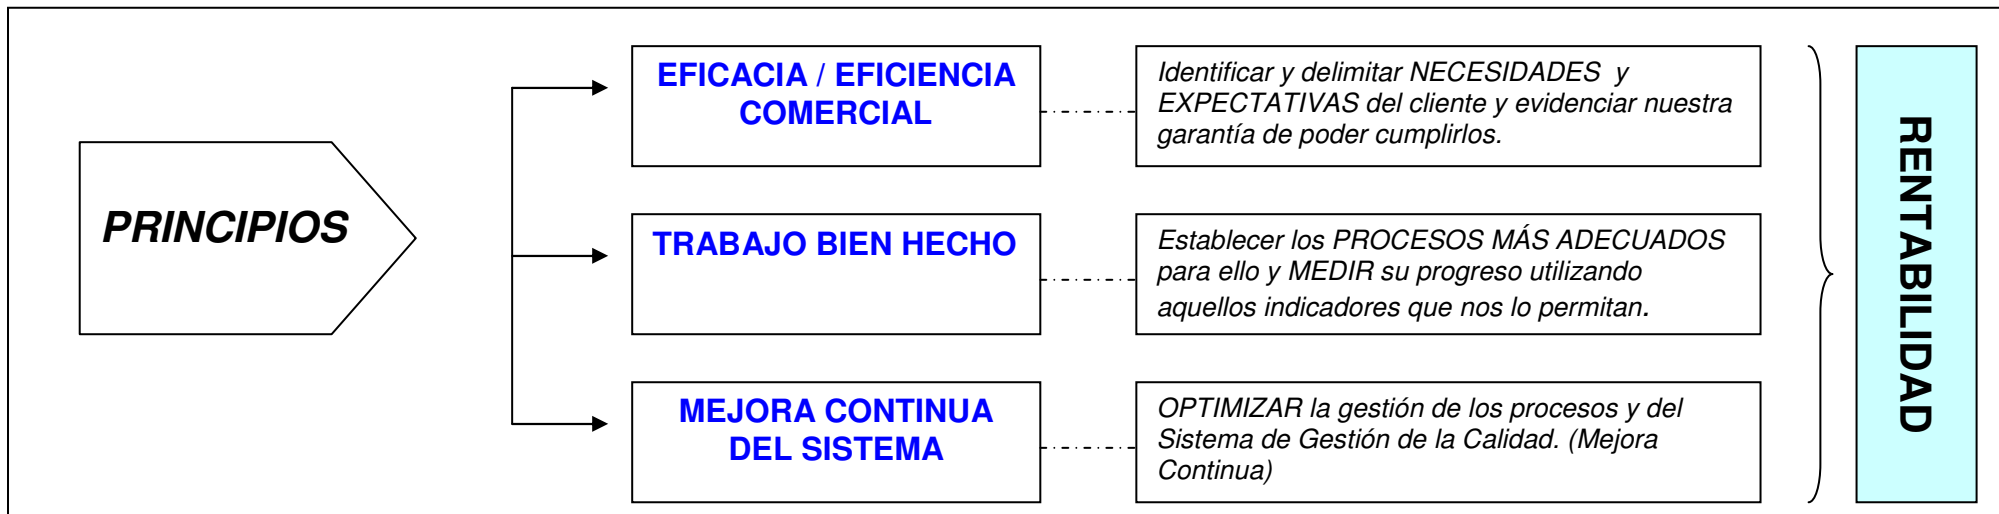 PRINCIPIOS
EFICACIA / EFICIENCIA
COMERCIAL
Identificar y delimitar NECESIDADES y
EXPECTATIVAS del cliente y evidenciar nuestra
garantía de poder cumplirlos.
TRABAJO BIEN HECHO
Establecer los PROCESOS MÁS ADECUADOS
para ello y MEDIR su progreso utilizando
aquellos indicadores que nos lo permitan.
MEJORA CONTINUA
DEL SISTEMA
OPTIMIZAR la gestión de los procesos y del
Sistema de Gestión de la Calidad. (Mejora
Continua)
RENTABILIDAD